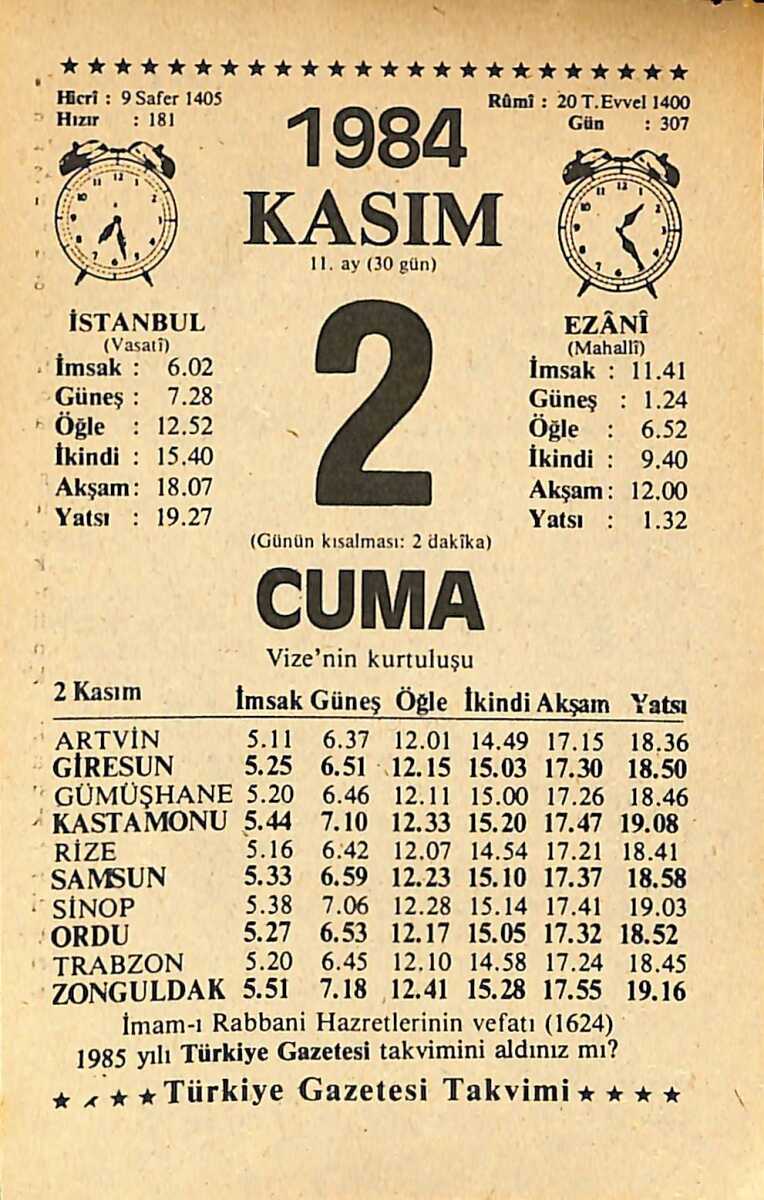 Hicrî : 9 Safer 1405
Hızır : 181
Rûmî : 20 T.Evvel 1400
Gün : 307
1984
KASIM
11. ay (30 gün)
2
(Günün kısalması: 2 dakîka)
CUMA
Vize'nin kurtuluşu
İSTANBUL
(Vasatî)
İmsak : 6.02
Güneş : 7.28
Öğle : 12.52
İkindi : 15.40
Akşam : 18.07
Yatsı : 19.27
EZÂNÎ
(Mahallî)
İmsak : 11.41
Güneş : 1.24
Öğle : 6.52
İkindi : 9.40
Akşam : 12.00
Yatsı : 1.32
2 Kasım İmsak Güneş Öğle İkindi Akşam Yatsı
ARTVİN 5.11 6.37 12.01 14.49 17.15 18.36
GİRESUN 5.25 6.51 12.15 15.03 17.30 18.50
GÜMÜŞHANE 5.20 6.46 12.11 15.00 17.26 18.46
KASTAMONU 5.44 7.10 12.33 15.20 17.47 19.08
RİZE 5.16 6.42 12.07 14.54 17.21 18.41
SAMSUN 5.33 6.59 12.23 15.10 17.37 18.58
SİNOP 5.38 7.06 12.28 15.14 17.41 19.03
ORDU 5.27 6.53 12.17 15.05 17.32 18.52
TRABZON 5.20 6.45 12.10 14.58 17.24 18.45
ZONGULDAK 5.51 7.18 12.41 15.28 17.55 19.16
İmam-ı Rabbani Hazretlerinin vefatı (1624)
1985 yılı Türkiye Gazetesi takvimini aldınız mı?
Türkiye Gazetesi Takvimi